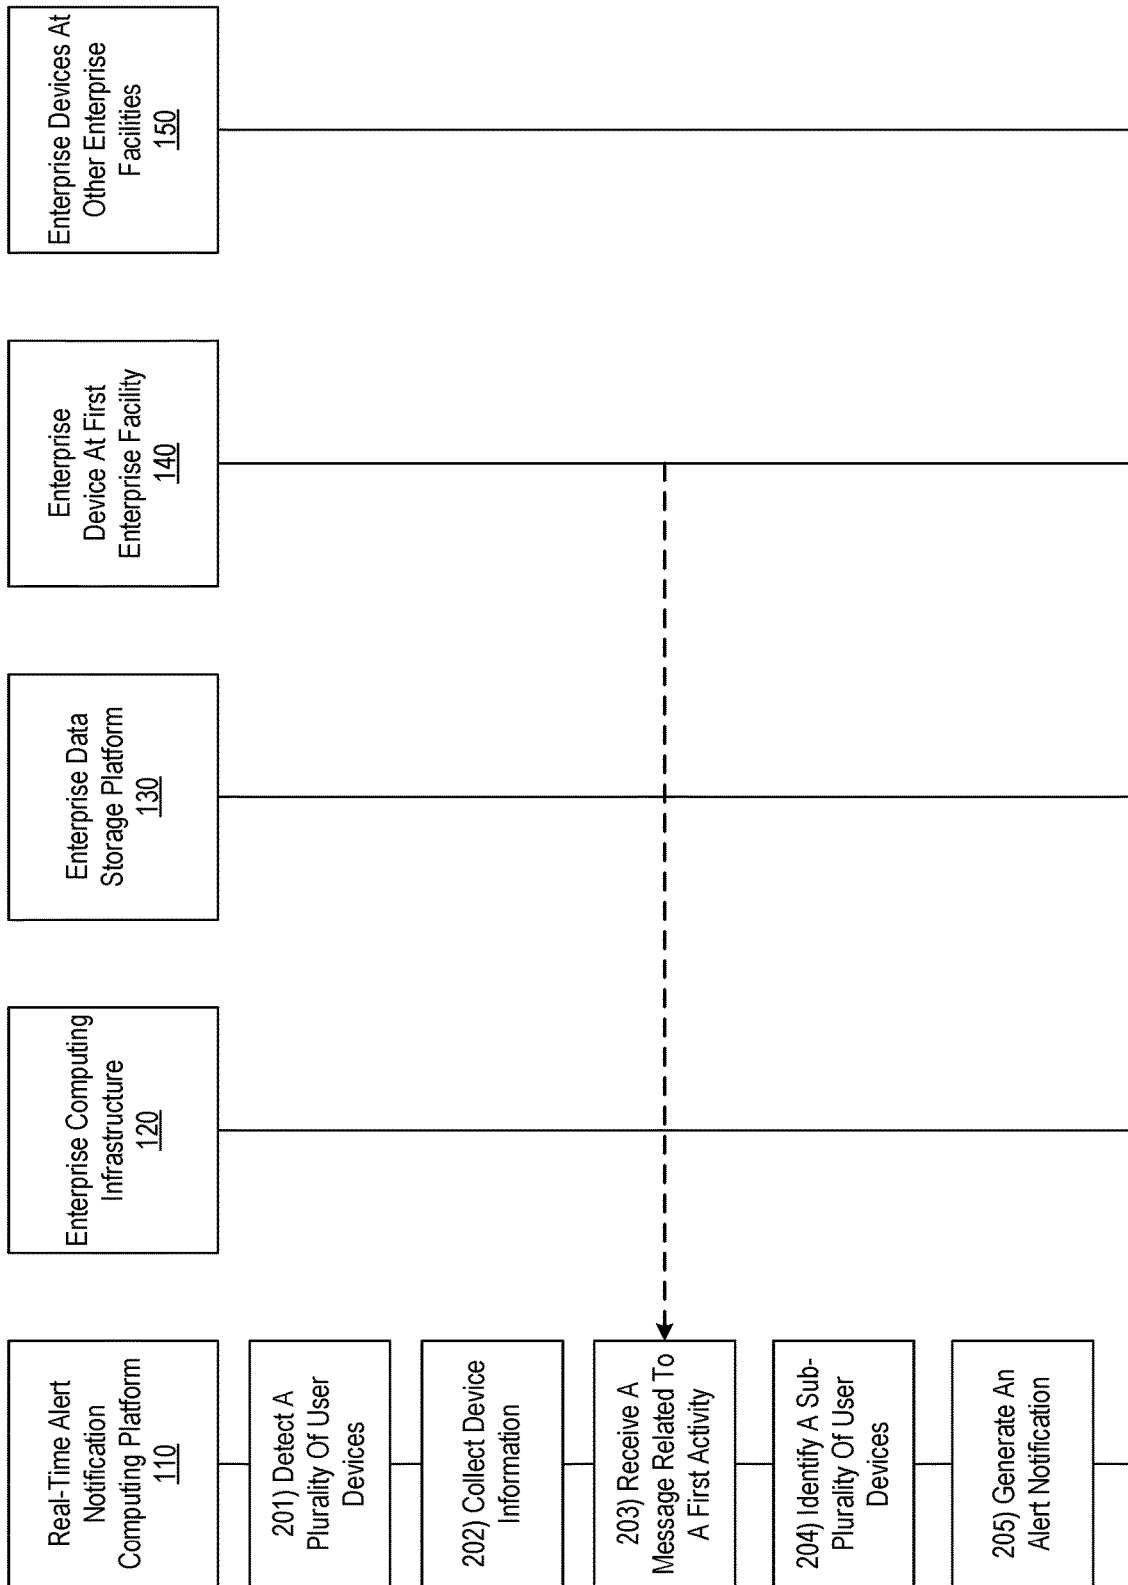 Real-Time Alert
Notification
Computing Platform
110
Enterprise Computing
Infrastructure
120
Enterprise Data
Storage Platform
130
Enterprise
Device At First
Enterprise Facility
140
Enterprise Devices At
Other Enterprise
Facilities
150
201) Detect A
Plurality Of User
Devices
202) Collect Device
Information
203) Receive A
Message Related To
A First Activity
204) Identify A Sub-
Plurality Of User
Devices
205) Generate An
Alert Notification